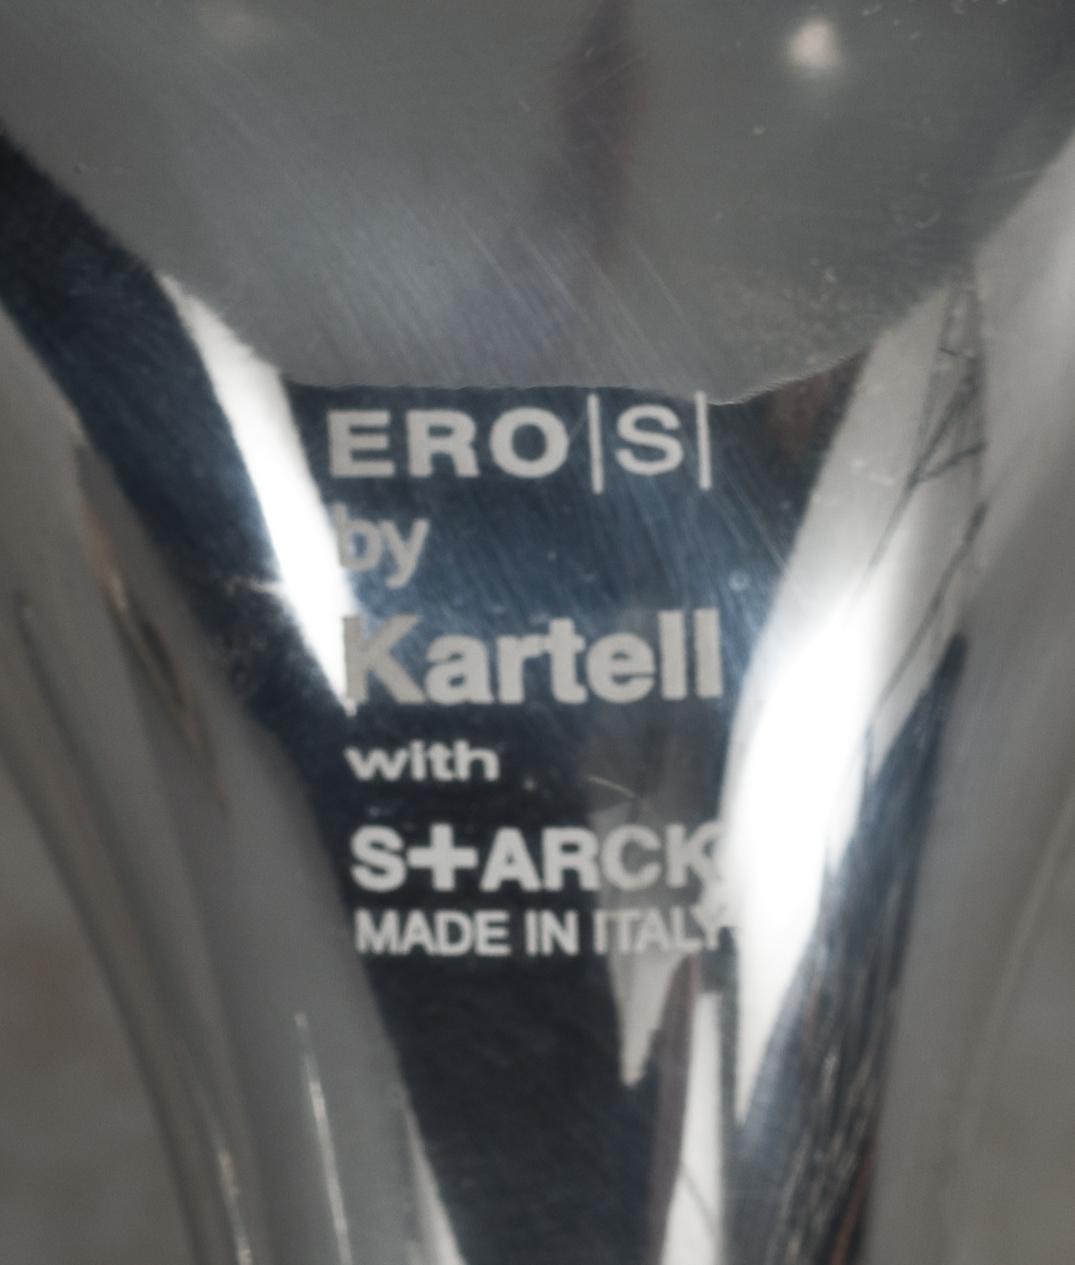 ERO|S|
by
Kartell
with
S+ARCK
MADE IN ITALY